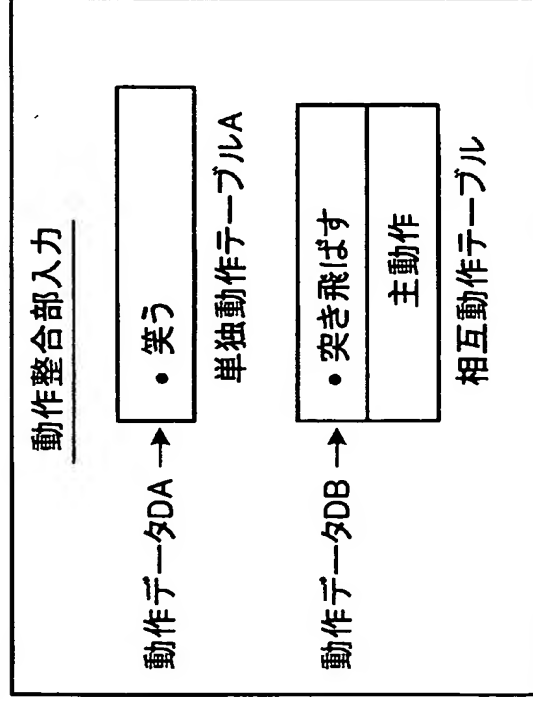 動作整合部入力
動作データDA → • 笑う
単独動作テーブルA
動作データDB → • 突き飛ばす
主動作
相互動作テーブル